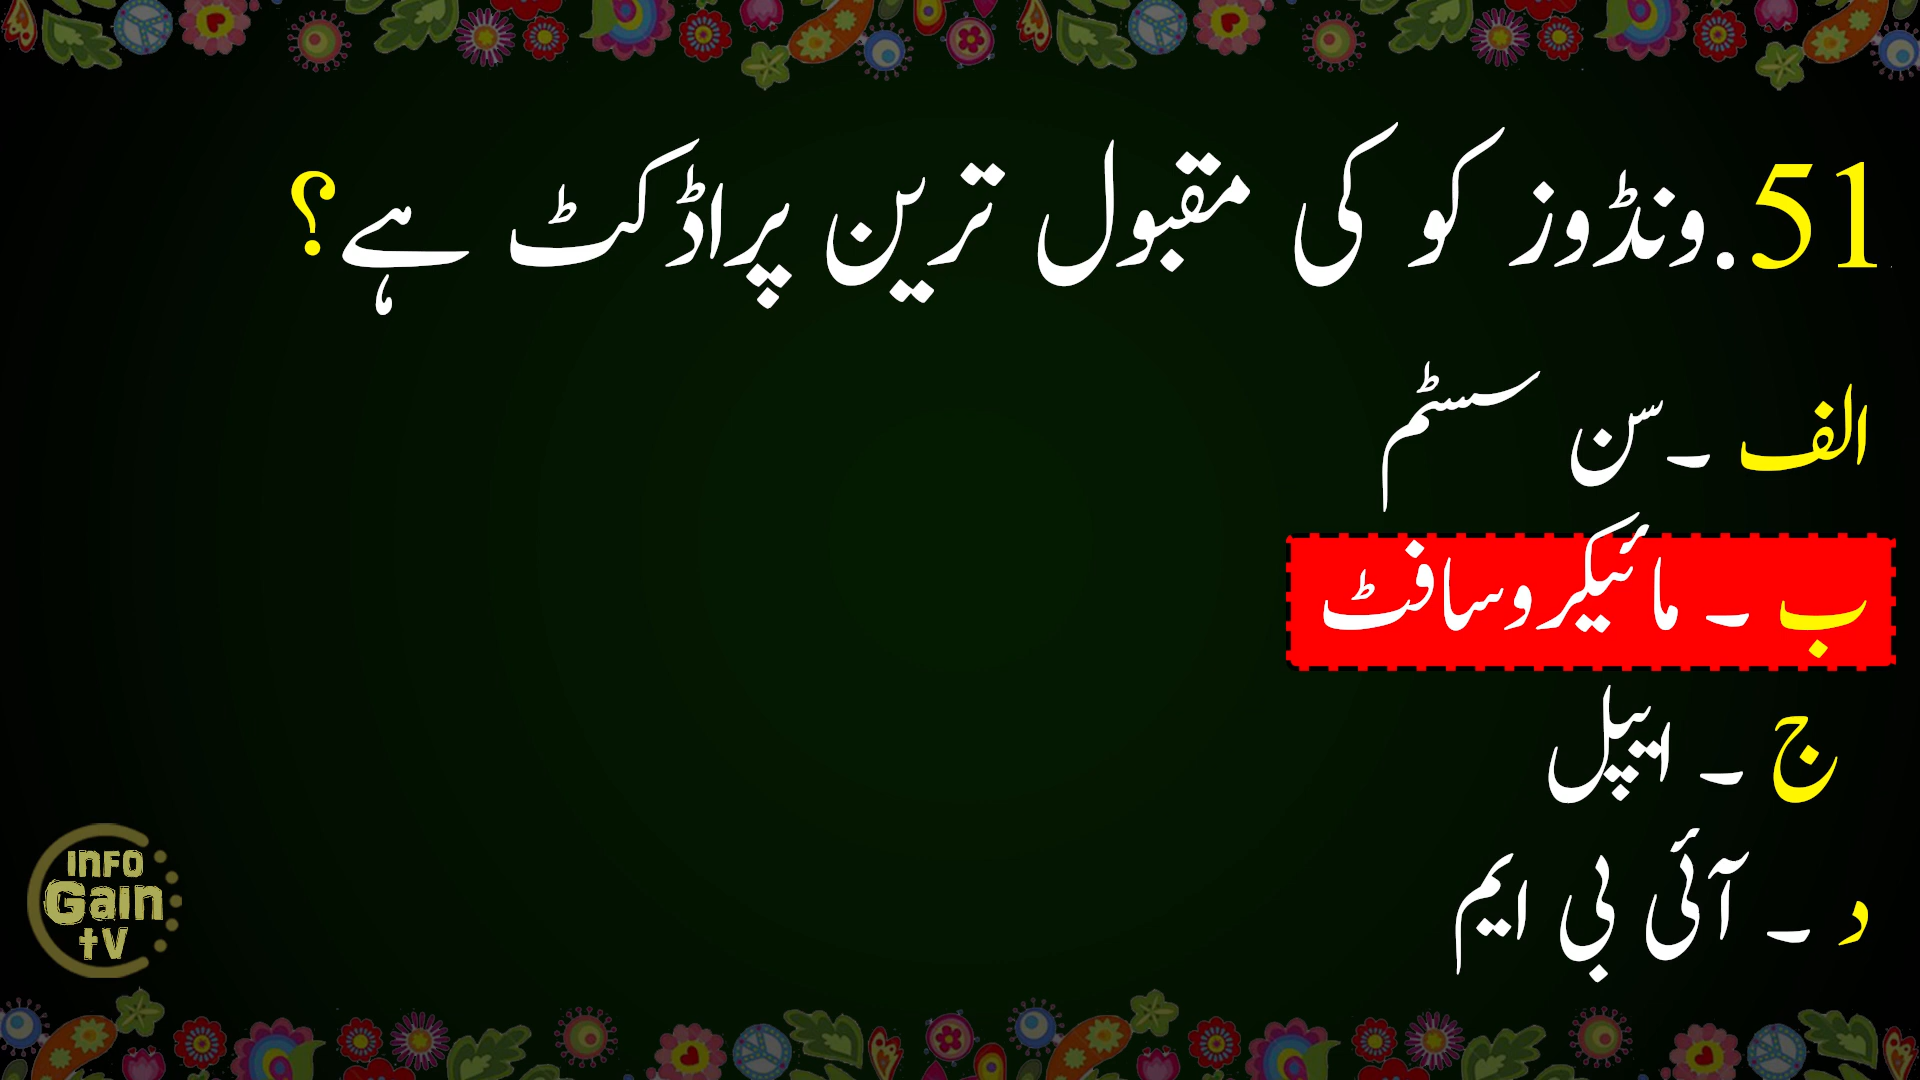 51.ونڈوز کو کی مقبول ترین پراڈکٹ ہے؟
الف ۔سن سسٹم
ب ۔ مائیکروسافٹ
ج ۔ ایپل
د ۔ آئی بی ایم
INFO
Gain
tV